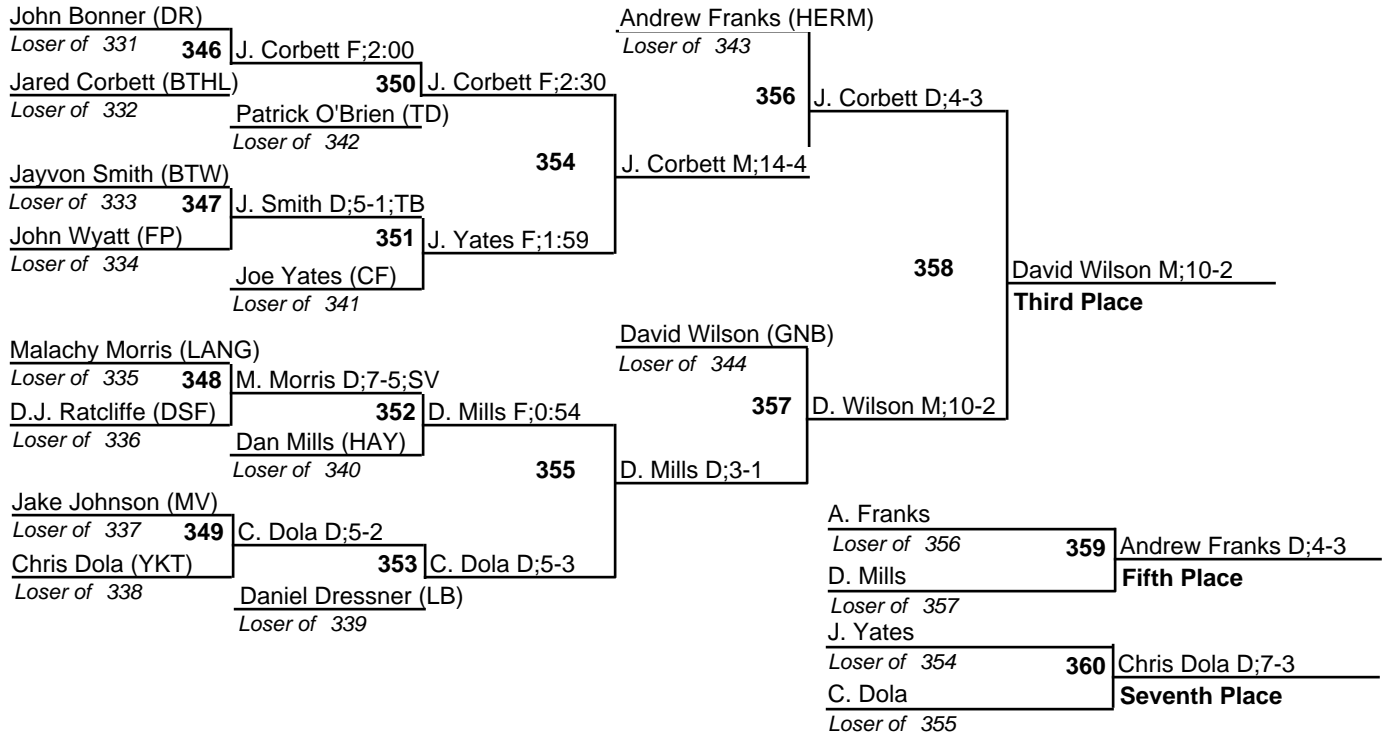 John Bonner (DR)
Loser of 331
346
J. Corbett F;2:00
Jared Corbett (BTHL)
Loser of 332
350
J. Corbett F;2:30
Patrick O'Brien (TD)
Loser of 342
354
J. Corbett M;14-4
Jayvon Smith (BTW)
Loser of 333
347
J. Smith D;5-1;TB
John Wyatt (FP)
Loser of 334
351
J. Yates F;1:59
Joe Yates (CF)
Loser of 341
Andrew Franks (HERM)
Loser of 343
356
J. Corbett D;4-3
358
David Wilson M;10-2
Third Place
Malachy Morris (LANG)
Loser of 335
348
M. Morris D;7-5;SV
D.J. Ratcliffe (DSF)
Loser of 336
352
D. Mills F;0:54
Dan Mills (HAY)
Loser of 340
355
D. Mills D;3-1
Jake Johnson (MV)
Loser of 337
349
C. Dola D;5-2
Chris Dola (YKT)
Loser of 338
353
C. Dola D;5-3
Daniel Dressner (LB)
Loser of 339
David Wilson (GNB)
Loser of 344
357
D. Wilson M;10-2
A. Franks
Loser of 356
359
Andrew Franks D;4-3
D. Mills
Fifth Place
Loser of 357
J. Yates
Loser of 354
360
Chris Dola D;7-3
C. Dola
Seventh Place
Loser of 355